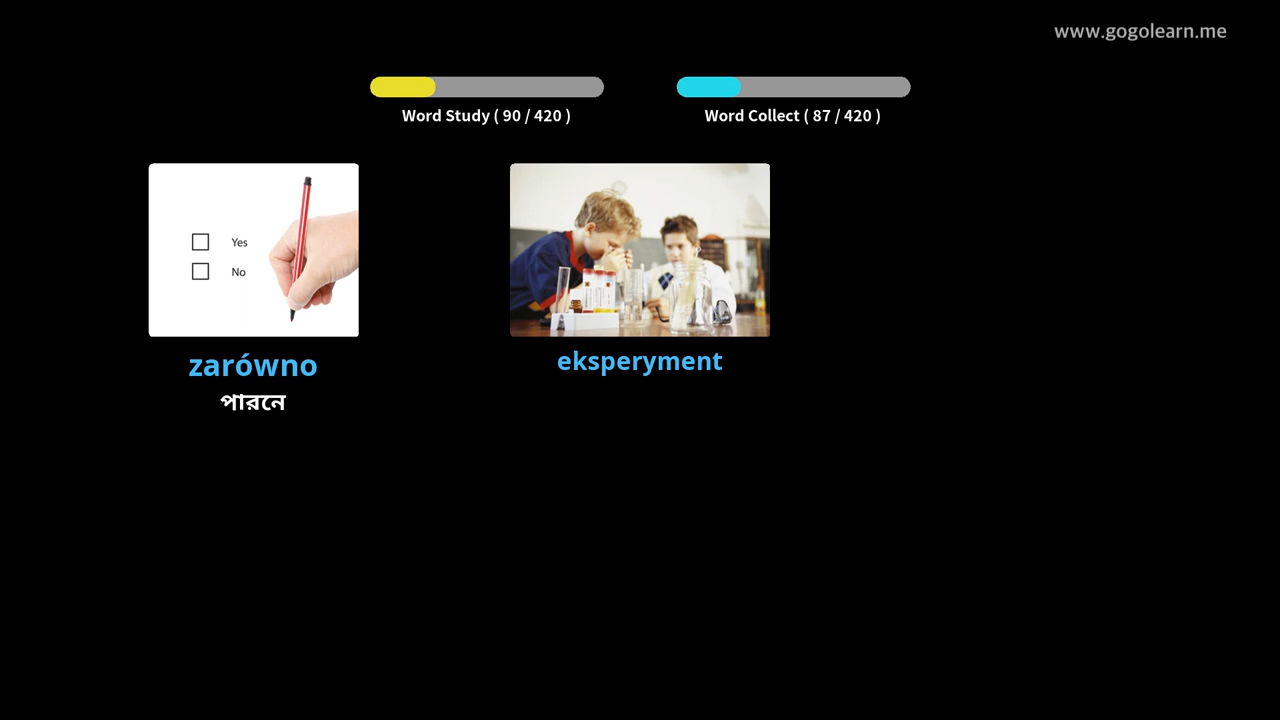 www.gogolearn.me
Word Study ( 90 / 420 )
Word Collect ( 87 / 420 )
Yes
No
zarówno
পারনে
eksperyment